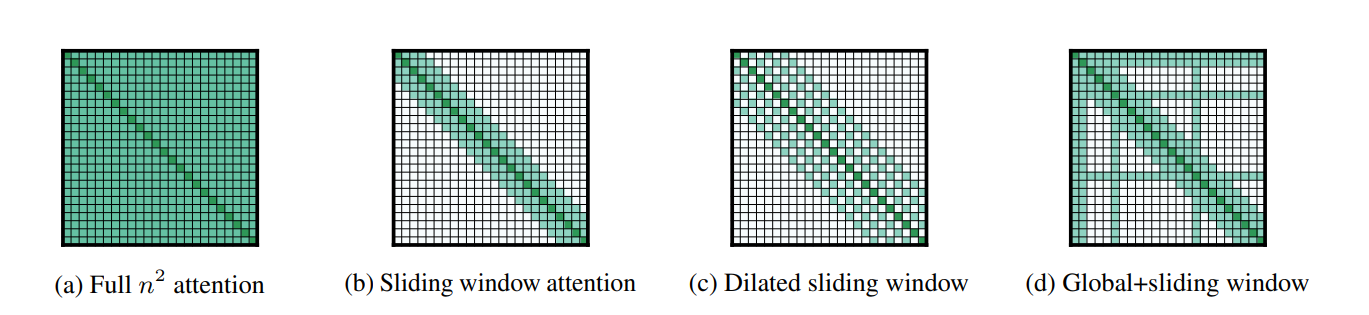 (a) Full n² attention
(b) Sliding window attention
(c) Dilated sliding window
(d) Global+sliding window